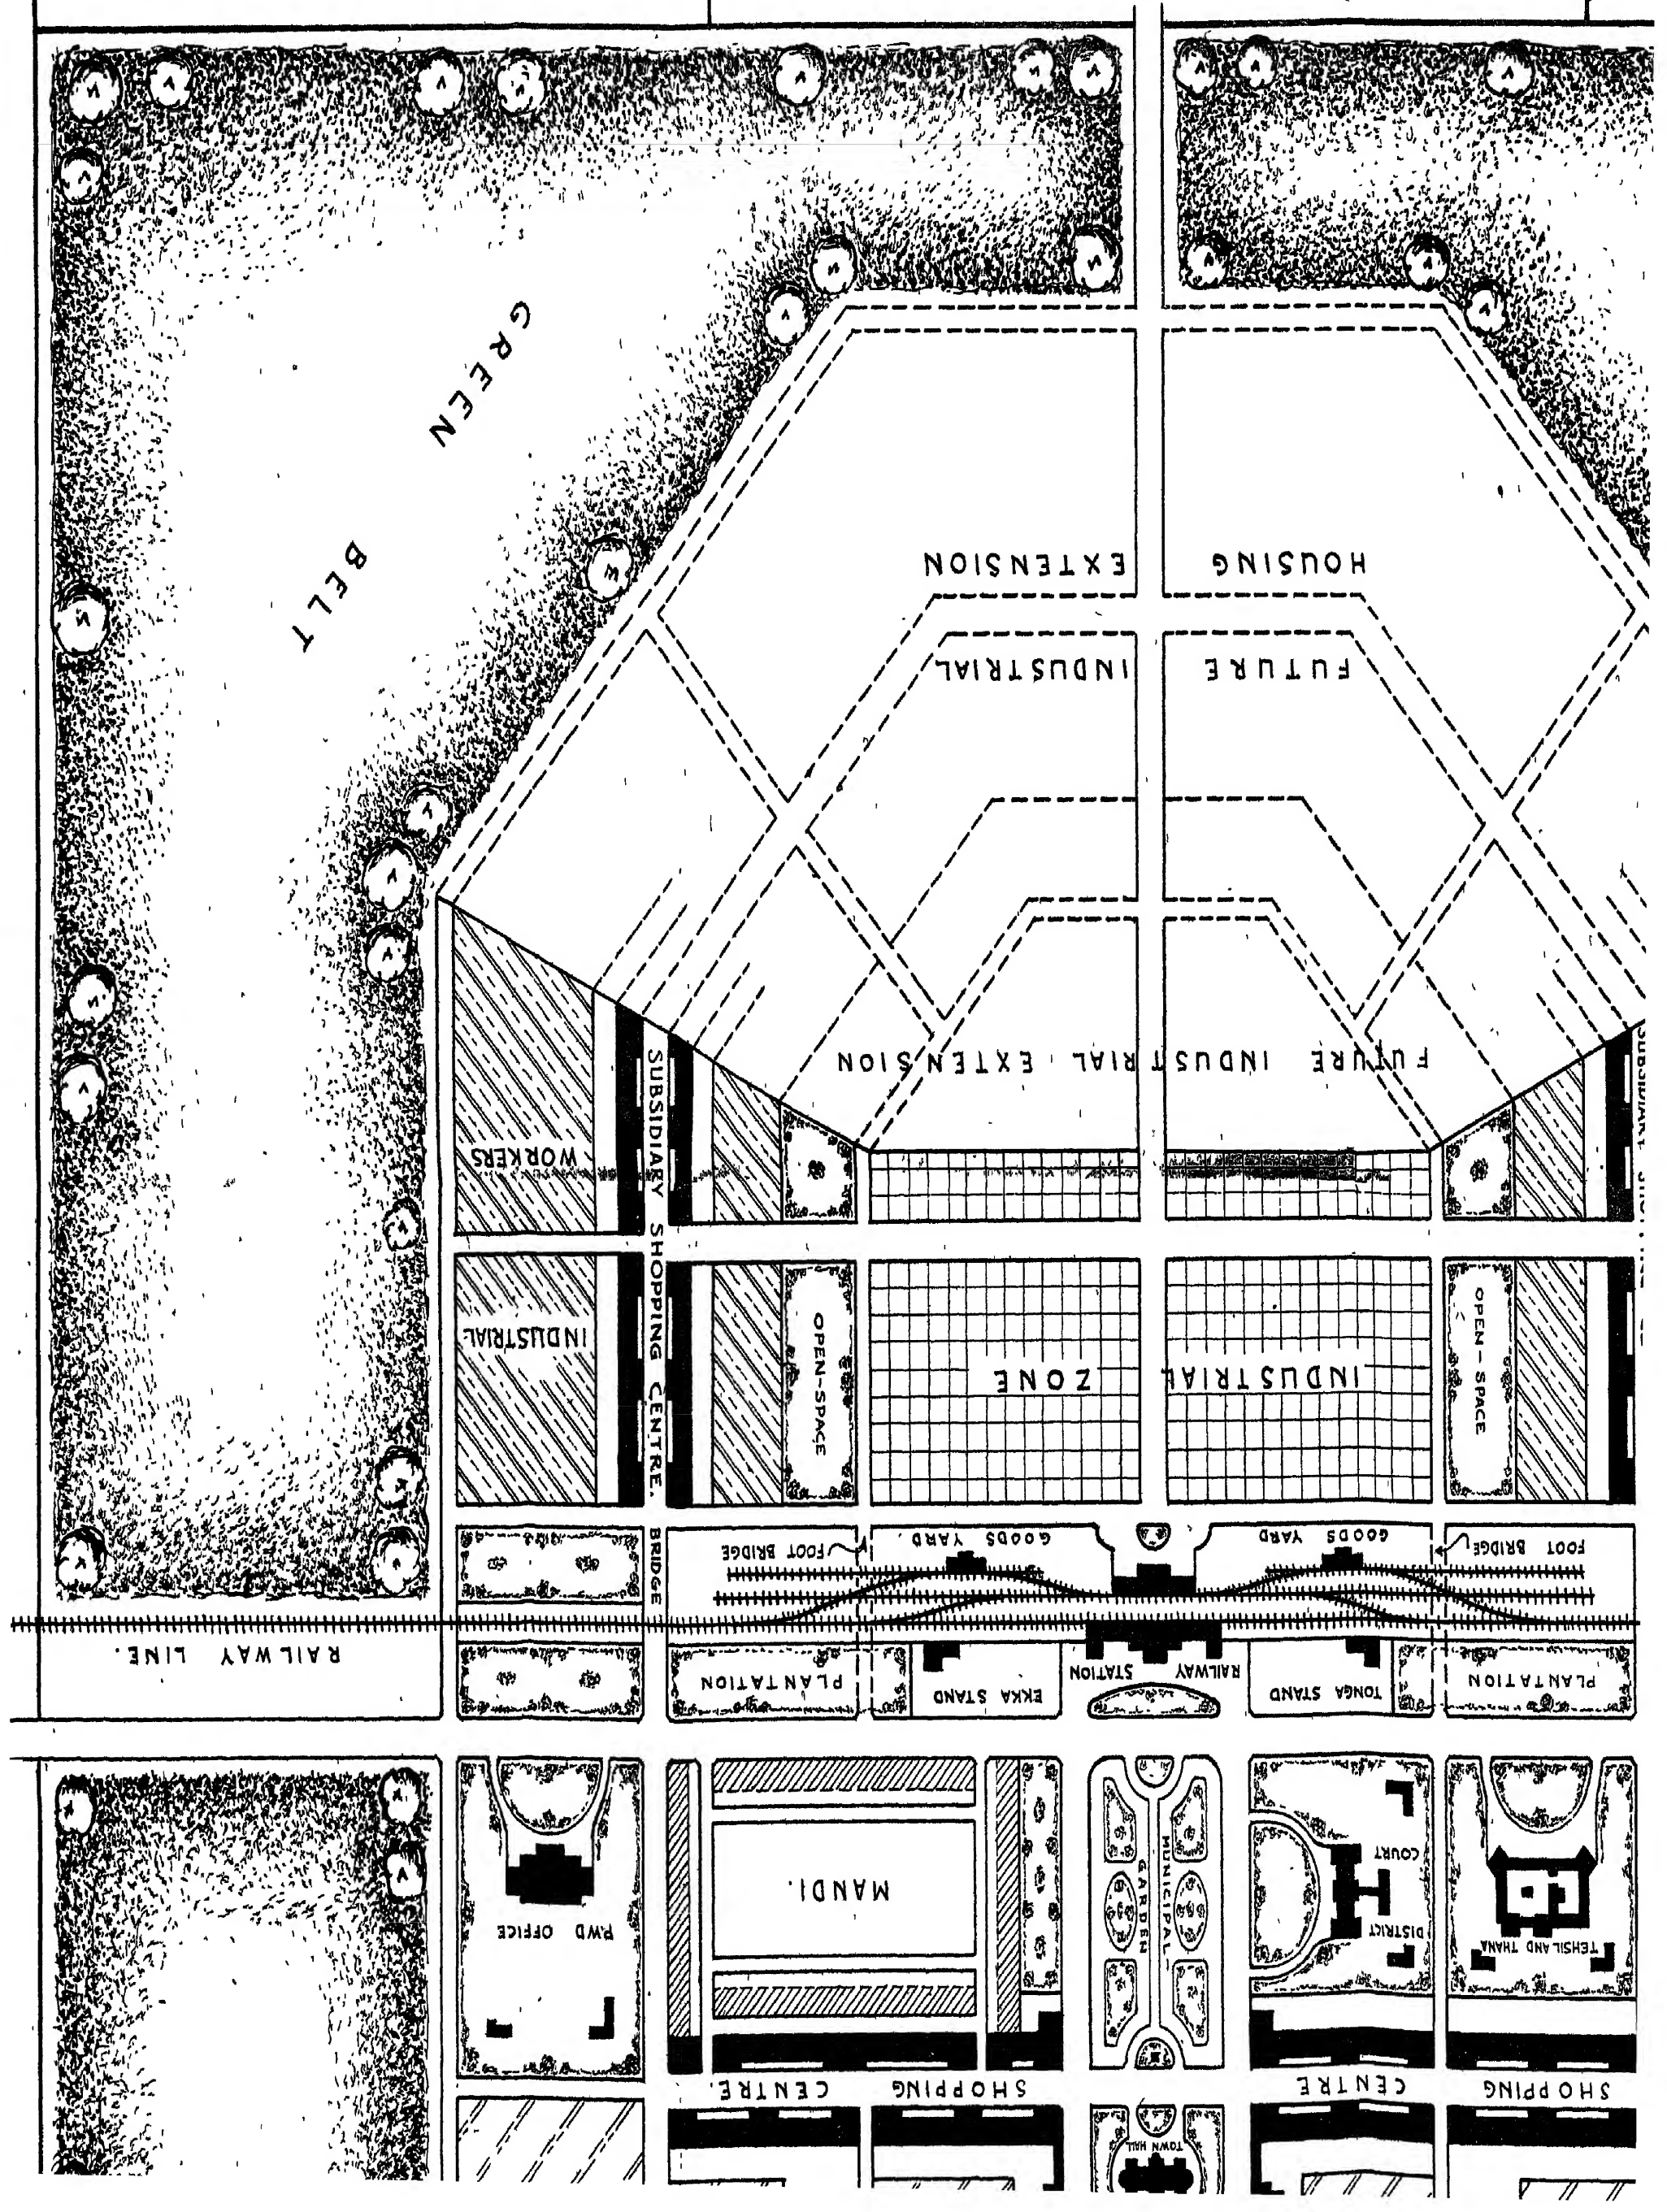 TOWN HALL
SHOPPING CENTRE
SHOPPING CENTRE.
TEHSIL AND THANA
DISTRICT COURT
MUNICIPAL
GARDEN
MANDI.
P.W.D OFFICE
PLANTATION
TONGA STAND
RAILWAY STATION
EKKA STAND
PLANTATION
RAILWAY LINE.
FOOT BRIDGE
GOODS YARD
GOODS YARD.
FOOT BRIDGE
BRIDGE
OPEN-SPACE
INDUSTRIAL ZONE
OPEN-SPACE
SUBSIDIARY SHOPPING CENTRE.
INDUSTRIAL
WORKERS
FUTURE INDUSTRIAL EXTENSION
FUTURE INDUSTRIAL
HOUSING EXTENSION
GREEN BELT